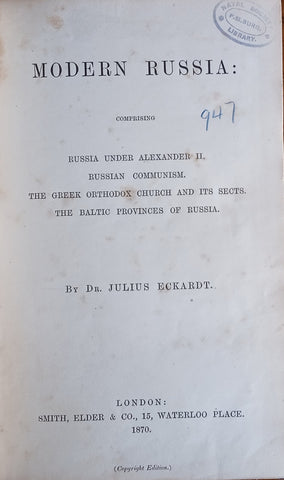 LIBRARY.
947
MODERN RUSSIA:
COMPRISING
RUSSIA UNDER ALEXANDER II.
RUSSIAN COMMUNISM.
THE GREEK ORTHODOX CHURCH AND ITS SECTS.
THE BALTIC PROVINCES OF RUSSIA.
BY DR. JULIUS ECKARDT.
LONDON:
SMITH, ELDER & CO., 15, WATERLOO PLACE.
1870.
(Copyright Edition.)